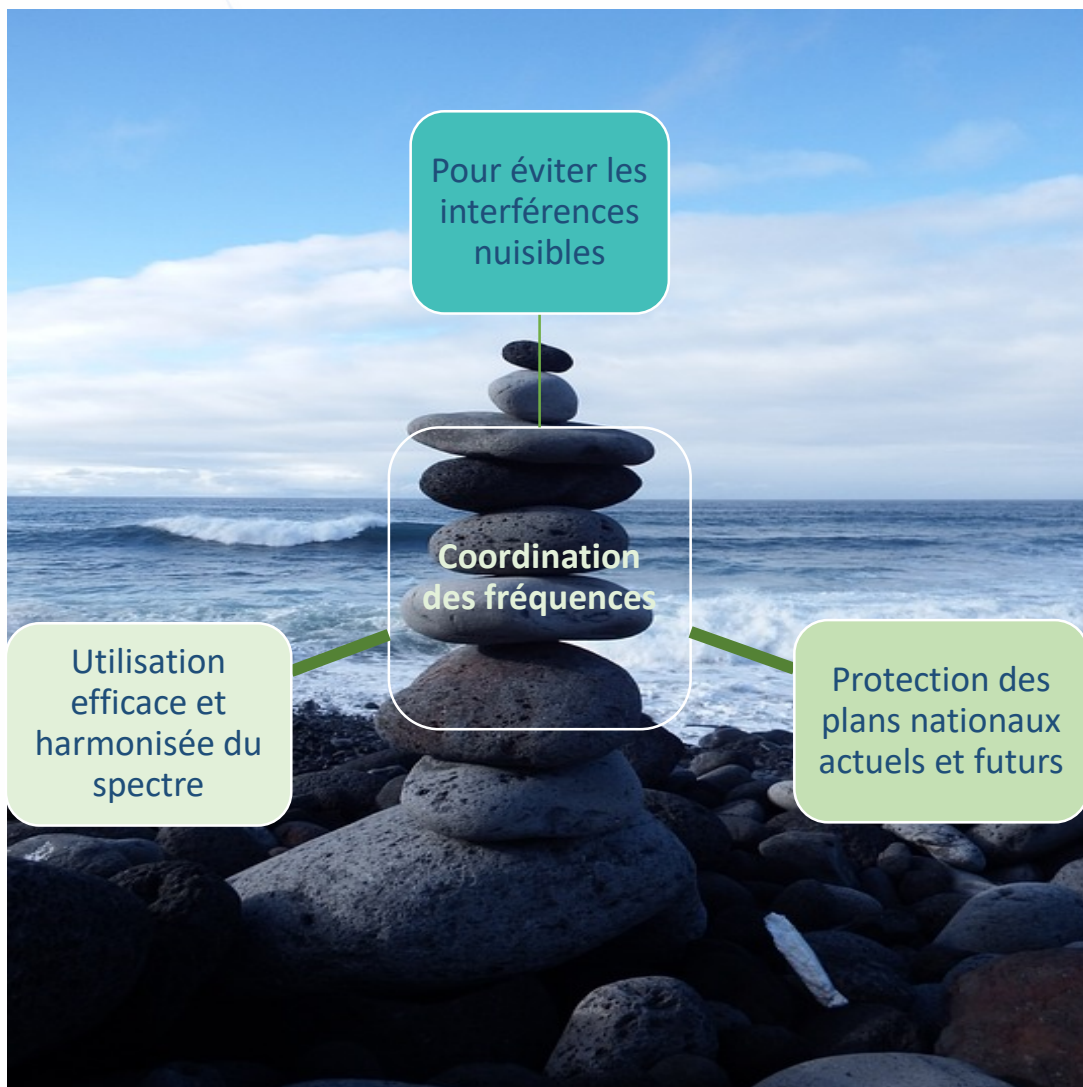 Pour éviter les
interférences
nuisibles
Coordination
des fréquences
Utilisation
efficace et
harmonisée du
spectre
Protection des
plans nationaux
actuels et futurs